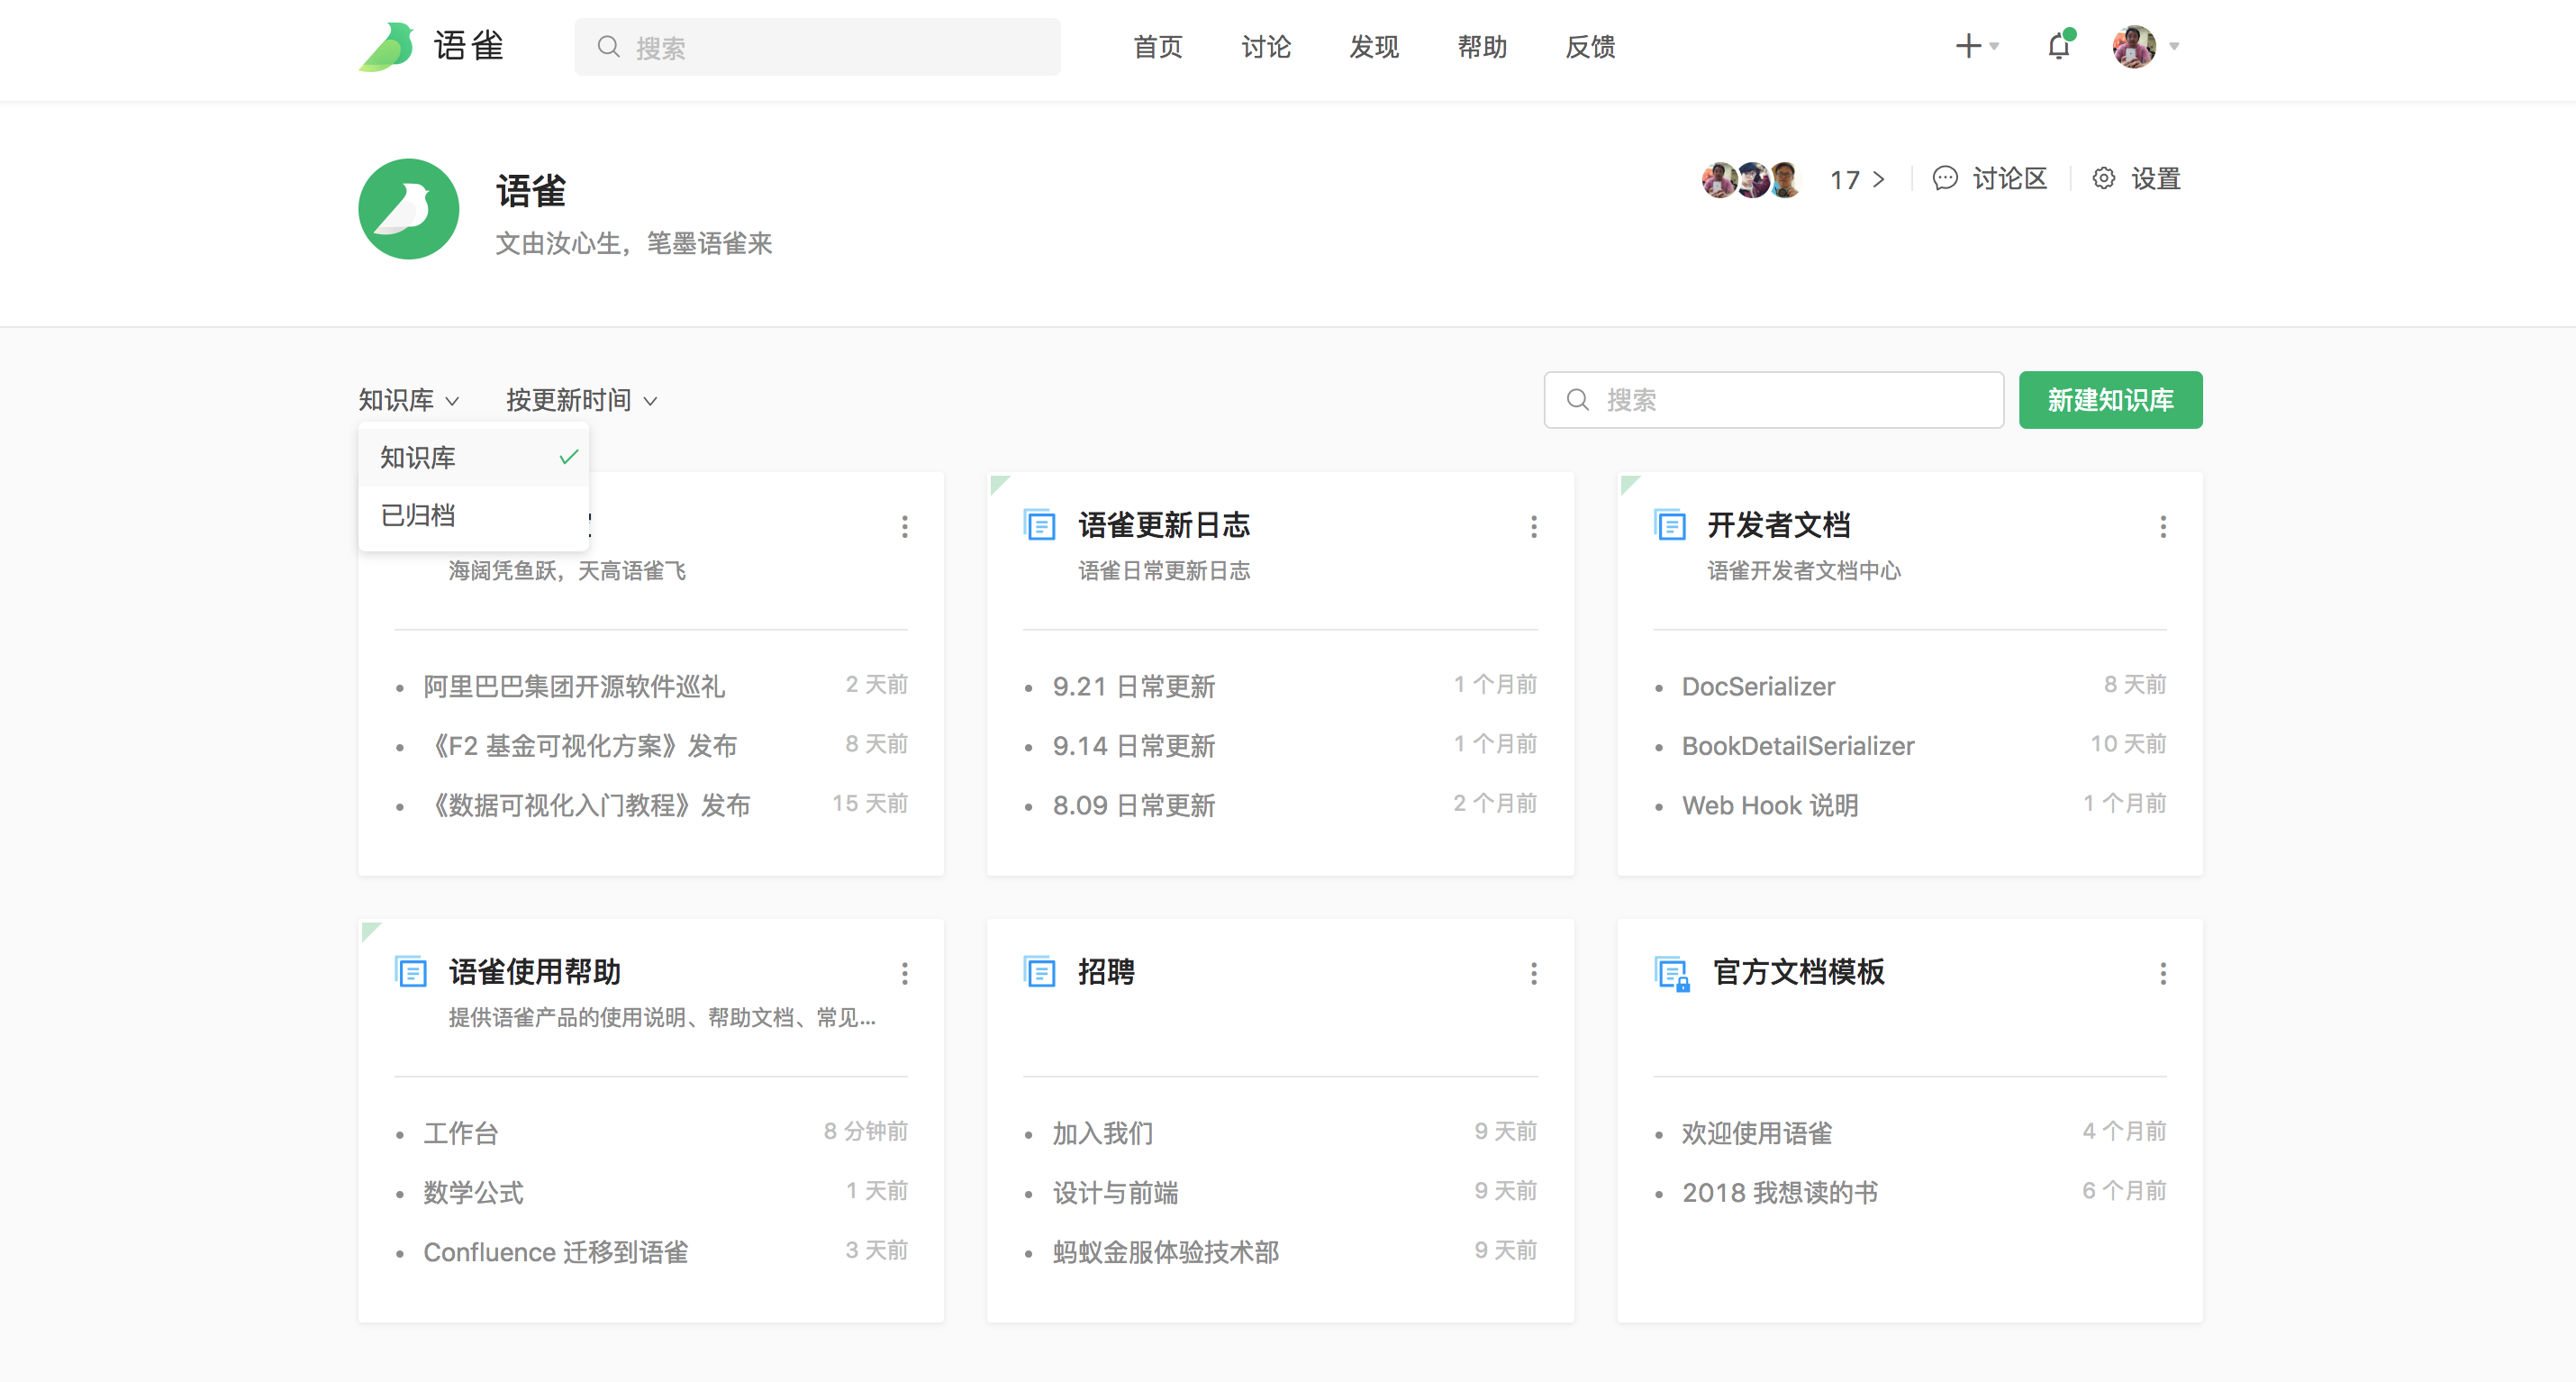 语雀
搜索
首页 讨论 发现 帮助 反馈
语雀
文由汝心生，笔墨语雀来
17 讨论区 设置
知识库 按更新时间
搜索
新建知识库
知识库
已归档
海阔凭鱼跃，天高语雀飞
阿里巴巴集团开源软件巡礼 2 天前
《F2 基金可视化方案》发布 8 天前
《数据可视化入门教程》发布 15 天前
语雀更新日志
语雀日常更新日志
9.21 日常更新 1 个月前
9.14 日常更新 1 个月前
8.09 日常更新 2 个月前
开发者文档
语雀开发者文档中心
DocSerializer 8 天前
BookDetailSerializer 10 天前
Web Hook 说明 1 个月前
语雀使用帮助
提供语雀产品的使用说明、帮助文档、常见...
工作台 8 分钟前
数学公式 1 天前
Confluence 迁移到语雀 3 天前
招聘
加入我们 9 天前
设计与前端 9 天前
蚂蚁金服体验技术部 9 天前
官方文档模板
欢迎使用语雀 4 个月前
2018 我想读的书 6 个月前